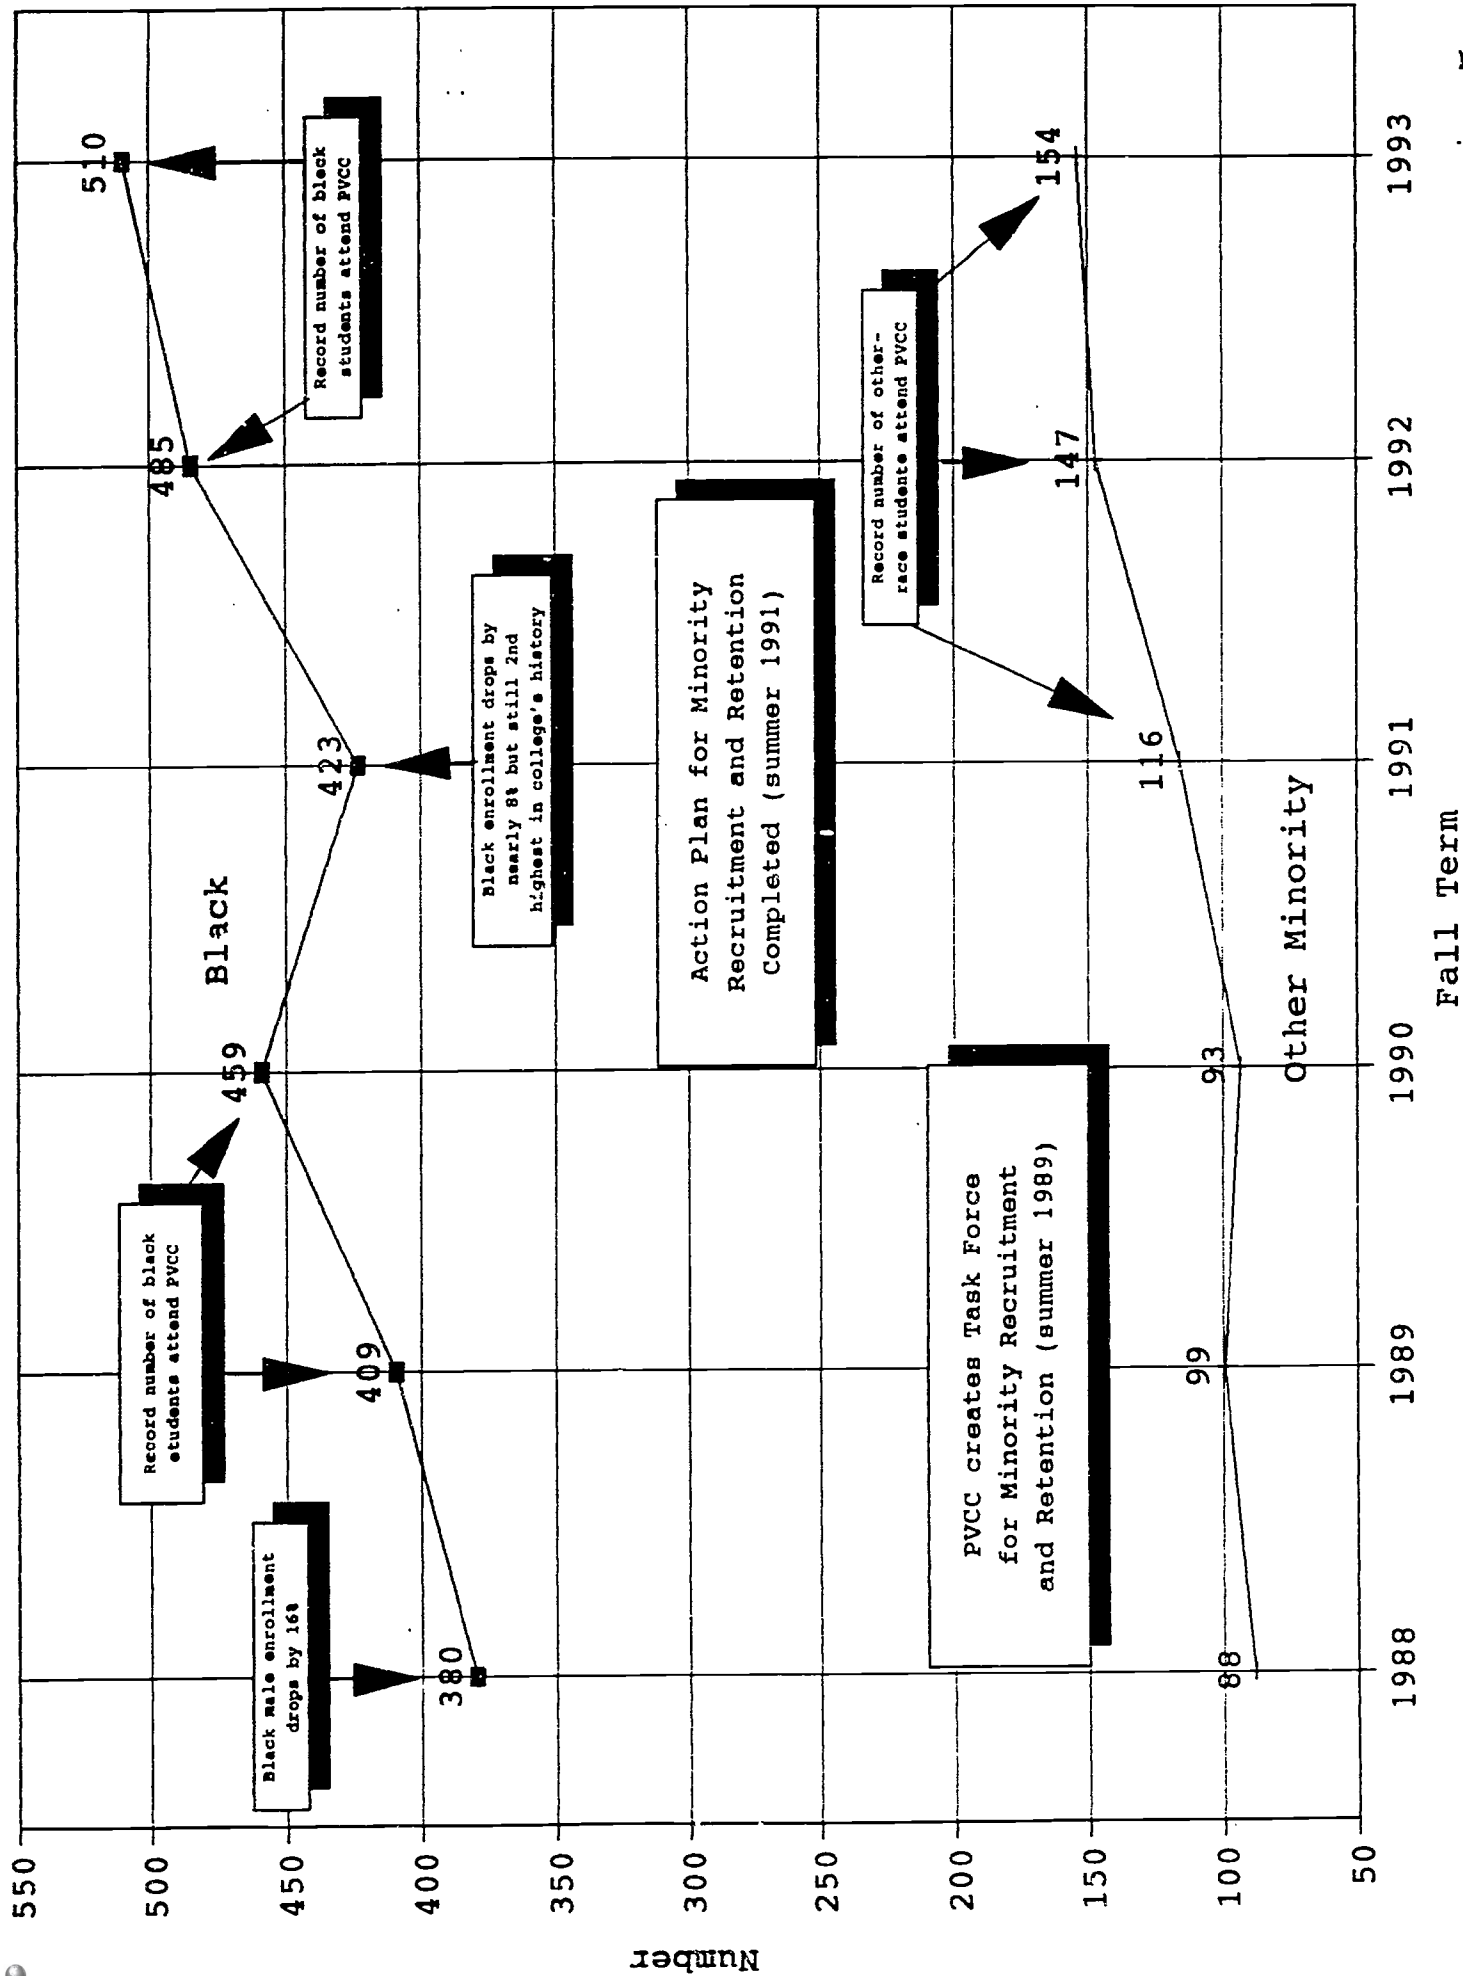 550
500
450
400
350
300
250
200
150
100
50
Number
Black male enrollment
drops by 16%
Record number of black
students attend PVCC
380
409
459
Black
423
485
510
Black enrollment drops by
nearly 8% but still 2nd
highest in college's history
Record number of black
students attend PVCC
Action Plan for Minority
Recruitment and Retention
Completed (summer 1991)
PVCC creates Task Force
for Minority Recruitment
and Retention (summer 1989)
Record number of other-
race students attend PVCC
88
99
93
116
147
154
Other Minority
1988
1989
1990
1991
1992
1993
Fall Term